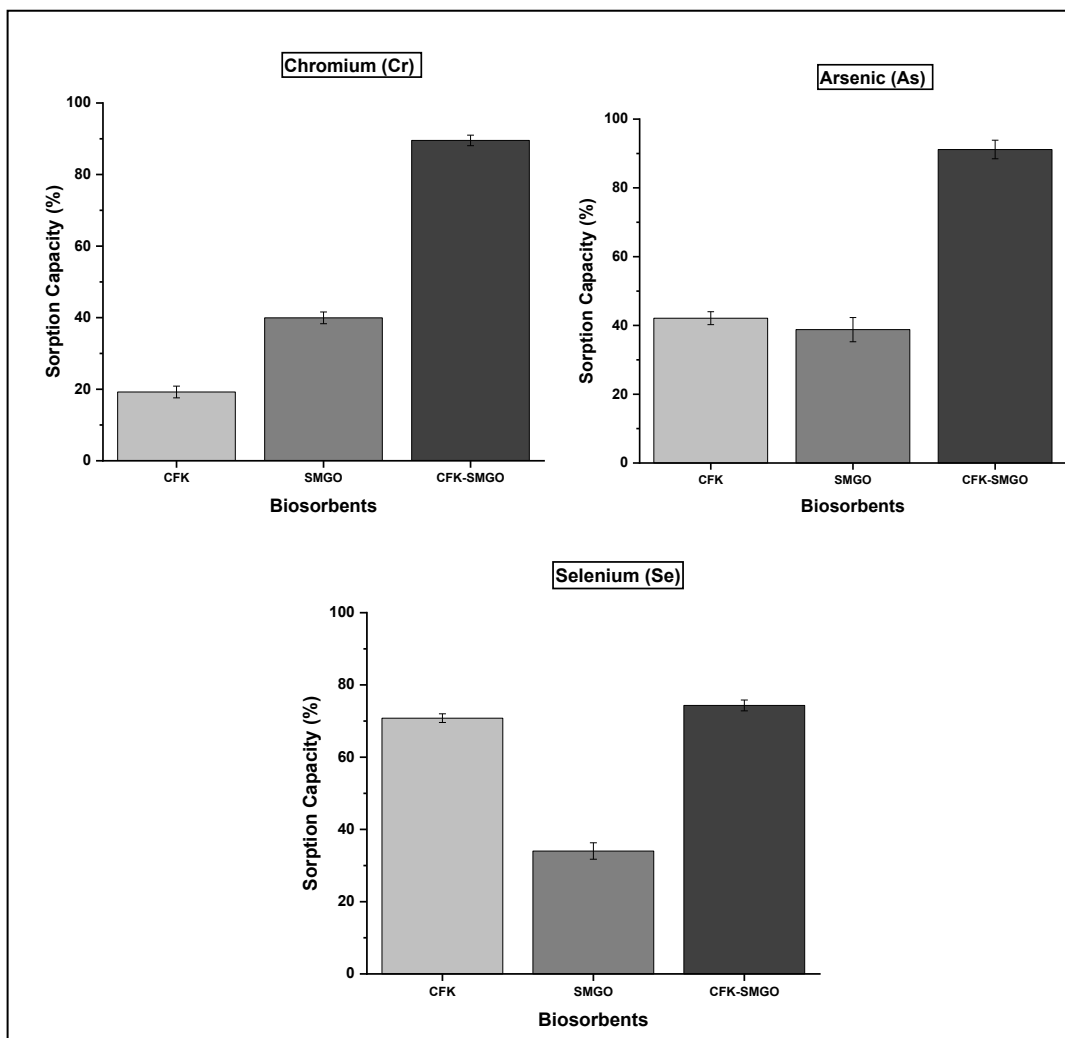 Chromium (Cr)
100
80
60
40
20
0
Sorption Capacity (%)
CFK SMGO CFK-SMGO
Biosorbents
Arsenic (As)
100
80
60
40
20
0
Sorption Capacity (%)
CFK SMGO CFK-SMGO
Biosorbents
Selenium (Se)
100
80
60
40
20
0
Sorption Capacity (%)
CFK SMGO CFK-SMGO
Biosorbents